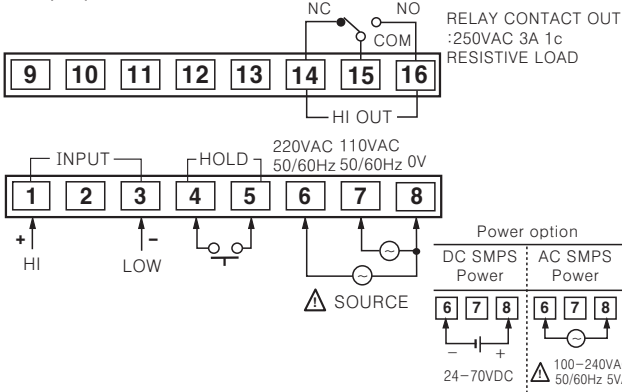 NC NO
COM
RELAY CONTACT OUT
:250VAC 3A 1c
RESISTIVE LOAD
9 10 11 12 13 14 15 16
HI OUT
INPUT HOLD
220VAC 110VAC
50/60Hz 50/60Hz 0V
1 2 3 4 5 6 7 8
+ −
HI LOW
SOURCE
Power option
DC SMPS Power
AC SMPS Power
6 7 8 6 7 8
− +
24-70VDC
100-240VA
50/60Hz 5V